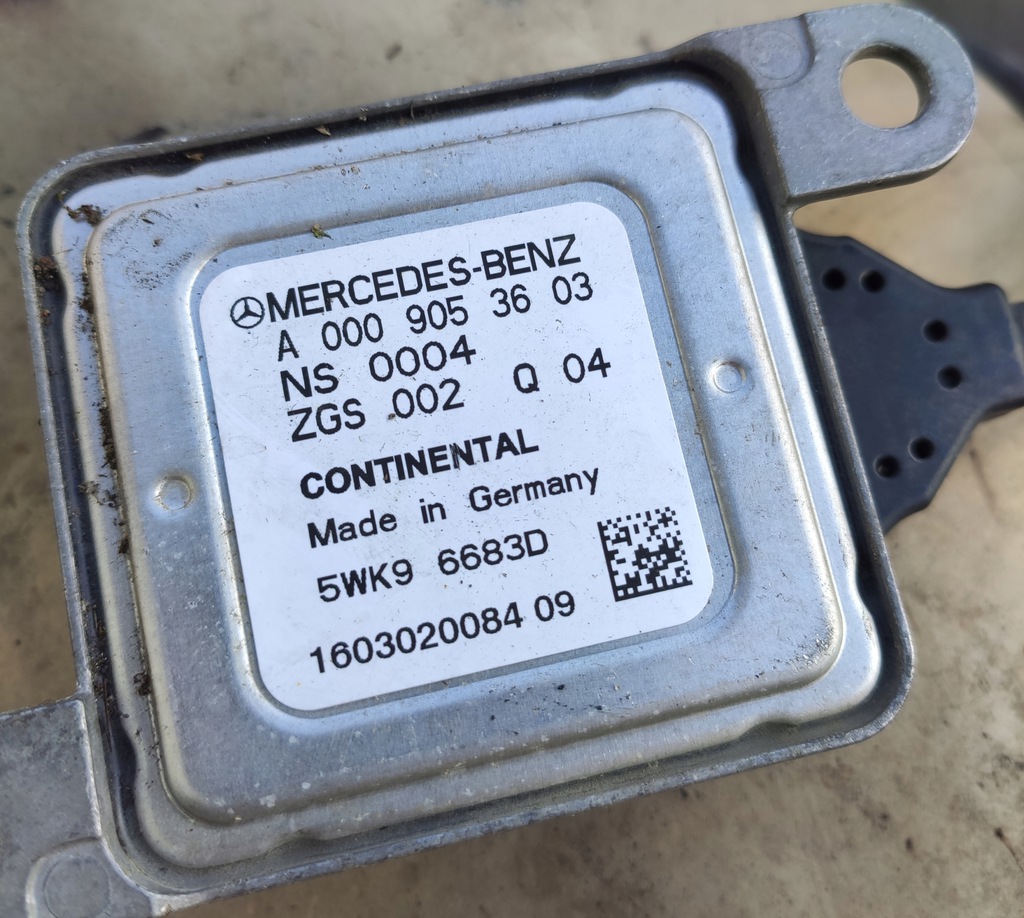 MERCEDES-BENZ
A 000 905 36 03
NS 0004
ZGS 002 Q 04
CONTINENTAL
Made in Germany
5WK9 6683D
1603020084 09